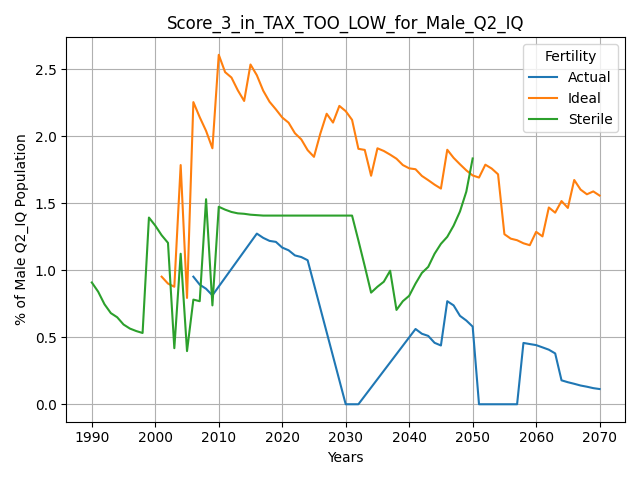 Score_3_in_TAX_TOO_LOW_for_Male_Q2_IQ
Fertility
Actual
Ideal
Sterile
% of Male Q2_IQ Population
2.5
2.0
1.5
1.0
0.5
0.0
1990 2000 2010 2020 2030 2040 2050 2060 2070
Years